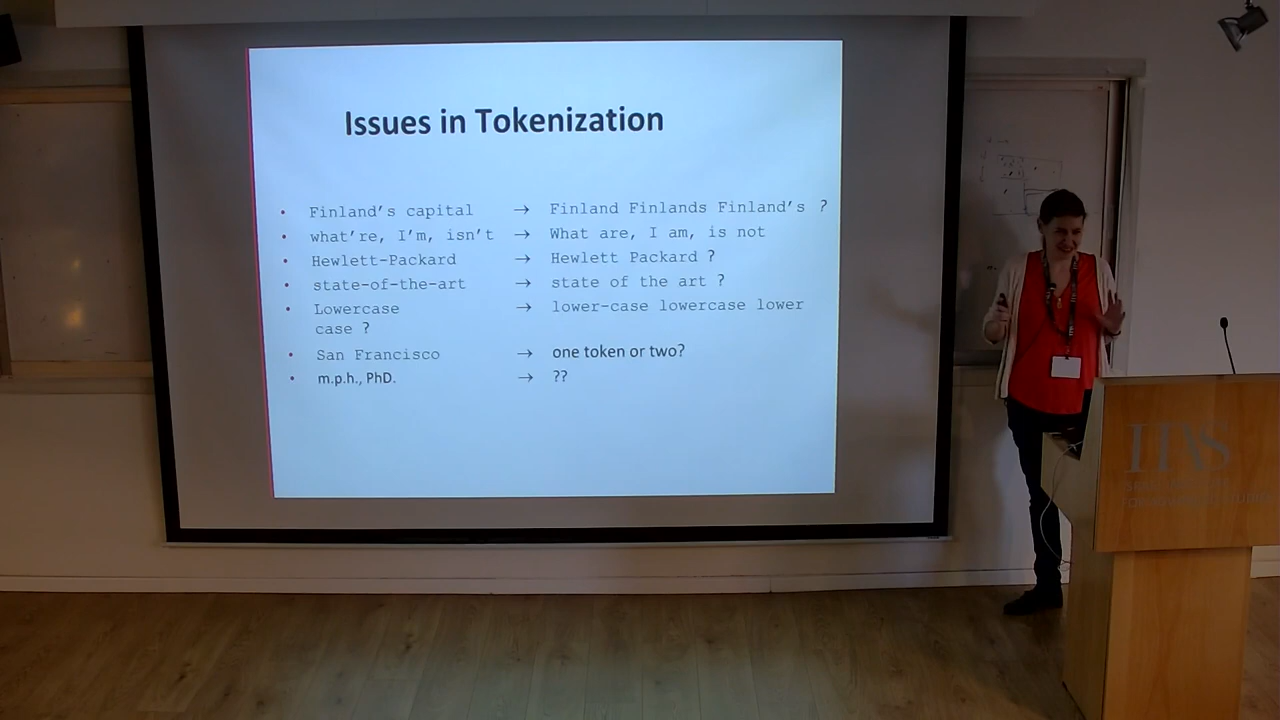 Issues in Tokenization
• Finland's capital → Finland Finlands Finland's ?
• what're, I'm, isn't → What are, I am, is not
• Hewlett-Packard → Hewlett Packard ?
• state-of-the-art → state of the art ?
• Lowercase → lower-case lowercase lower
case ?
• San Francisco → one token or two?
• m.p.h., PhD. → ??
IIAS